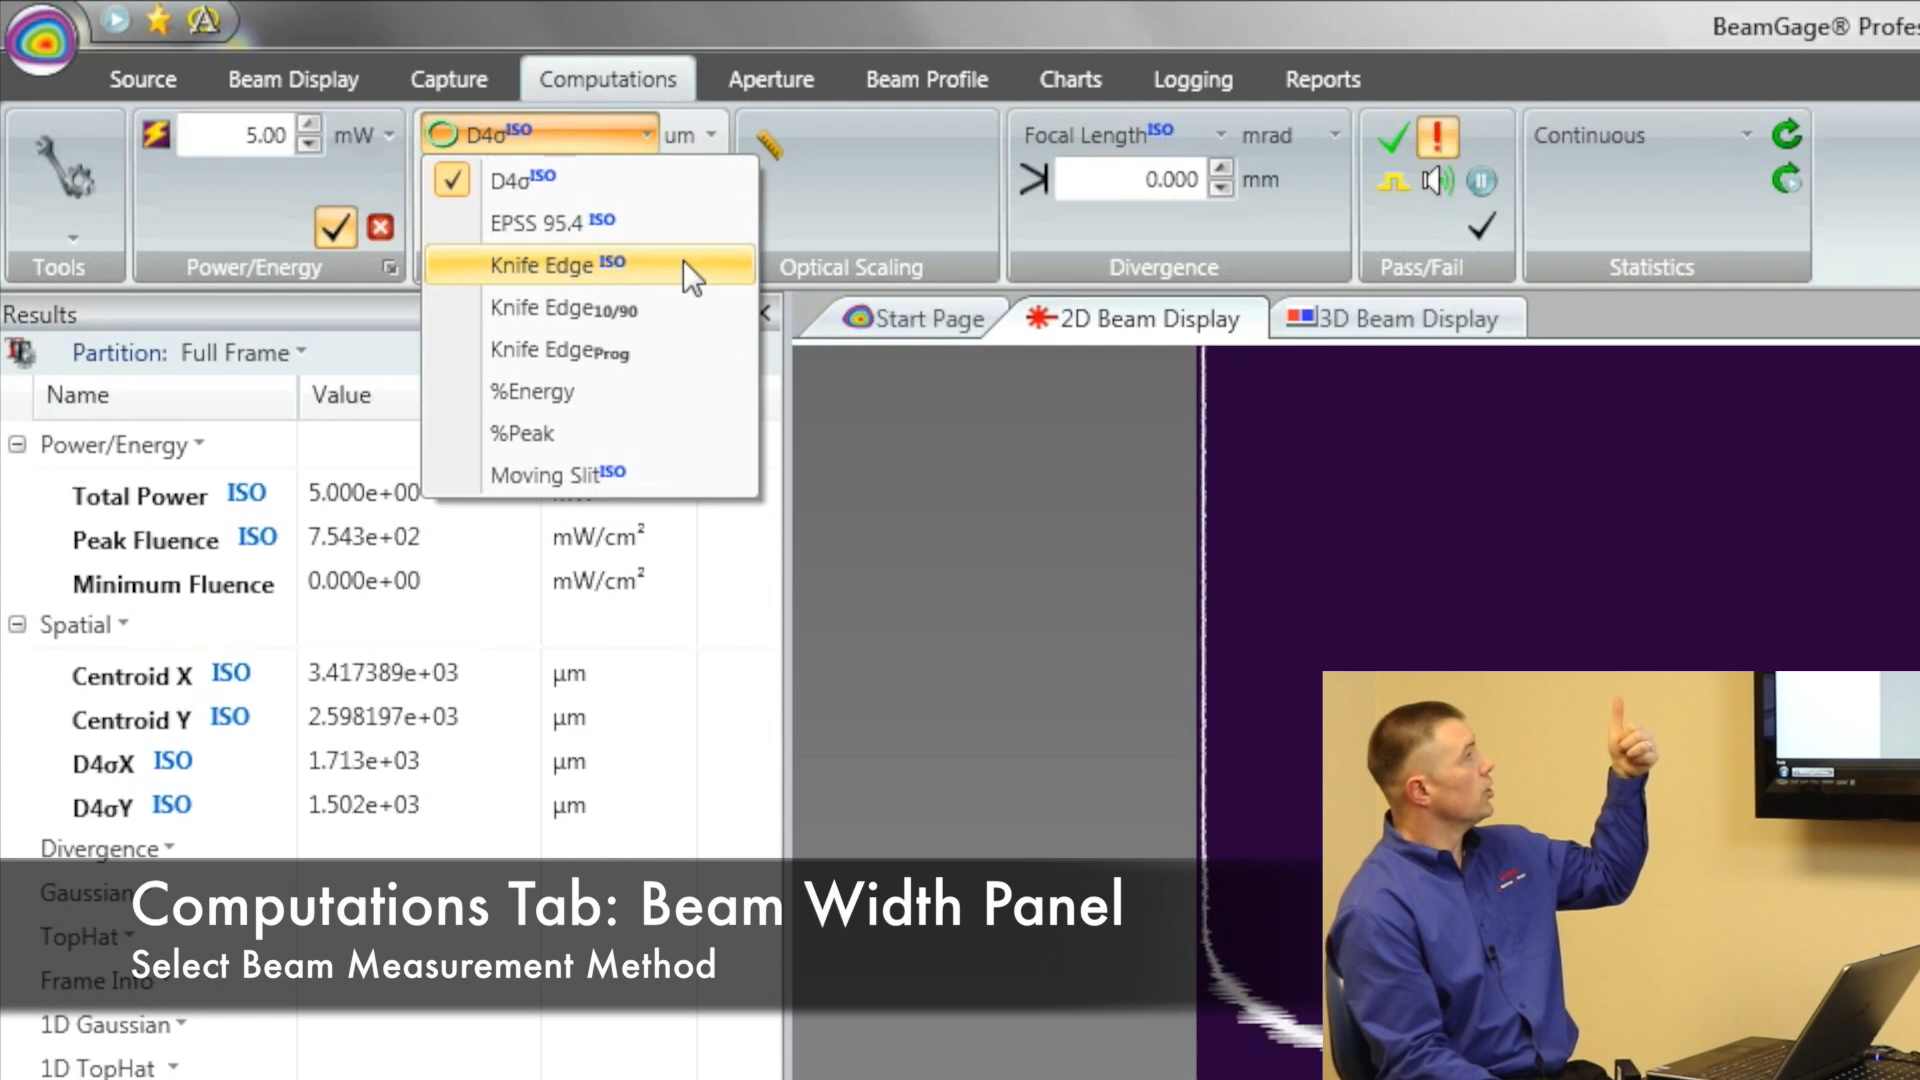 BeamGage® Profes
Source Beam Display Capture Computations Aperture Beam Profile Charts Logging Reports
5.00 mW D4σISO um Focal LengthISO mrad Continuous
0.000 mm
Tools Power/Energy Optical Scaling Divergence Pass/Fail Statistics
D4σISO
EPSS 95.4 ISO
Knife Edge ISO
Knife Edge10/90
Knife EdgeProg
%Energy
%Peak
Moving SlitISO
Results
Start Page 2D Beam Display 3D Beam Display
Partition: Full Frame
Name Value
Power/Energy
Total Power ISO 5.000e+00
Peak Fluence ISO 7.543e+02 mW/cm²
Minimum Fluence 0.000e+00 mW/cm²
Spatial
Centroid X ISO 3.417389e+03 µm
Centroid Y ISO 2.598197e+03 µm
D4σX ISO 1.713e+03 µm
D4σY ISO 1.502e+03 µm
Divergence
Gaussian
TopHat
Frame Info
1D Gaussian
1D TopHat
Computations Tab: Beam Width Panel
Select Beam Measurement Method